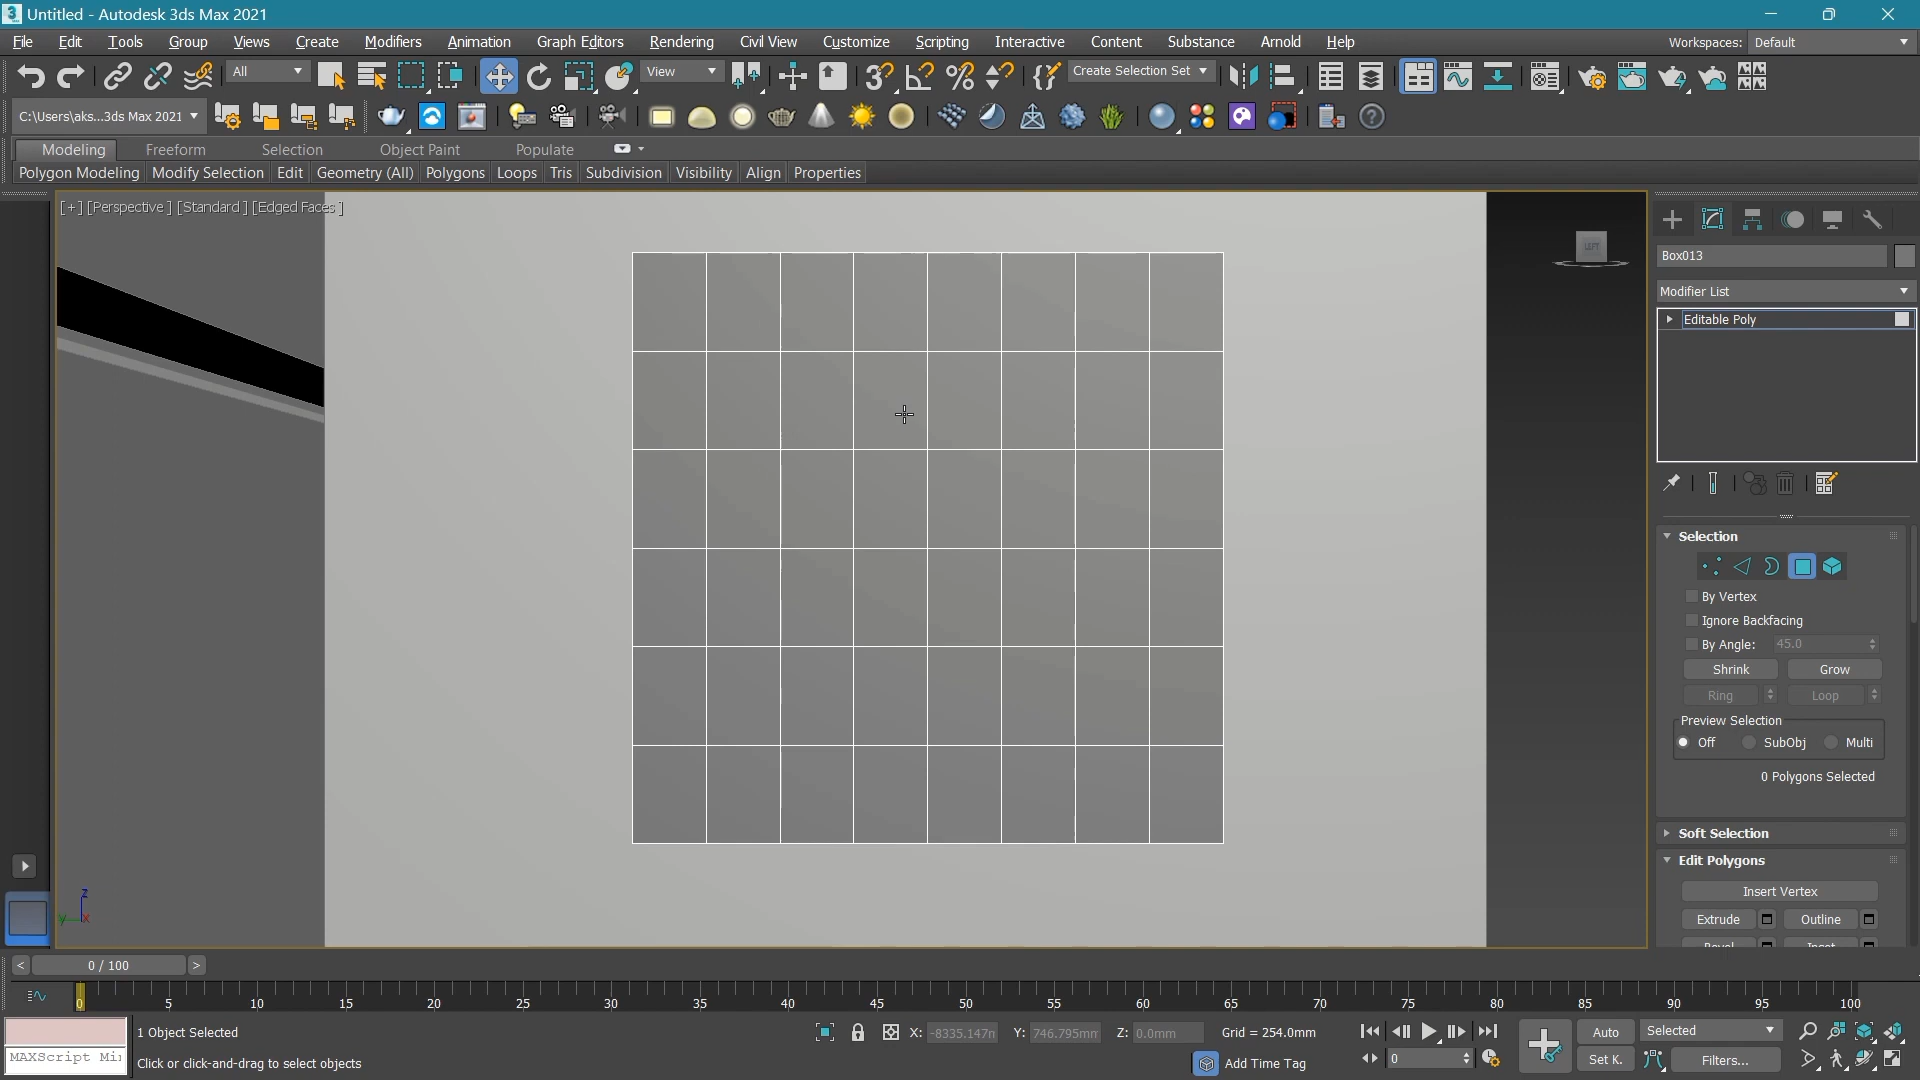 Untitled - Autodesk 3ds Max 2021
File Edit Tools Group Views Create Modifiers Animation Graph Editors Rendering Civil View Customize Scripting Interactive Content Substance Arnold Help Workspaces: Default
All View Create Selection Set
C:\Users\aks...3ds Max 2021
Modeling Freeform Selection Object Paint Populate
Polygon Modeling Modify Selection Edit Geometry (All) Polygons Loops Tris Subdivision Visibility Align Properties
[+] [Perspective ] [Standard ] [Edged Faces ]
LEFT
Box013
Modifier List
Editable Poly
Selection
By Vertex
Ignore Backfacing
By Angle: 45.0
Shrink Grow
Ring Loop
Preview Selection
Off SubObj Multi
0 Polygons Selected
Soft Selection
Edit Polygons
Insert Vertex
Extrude Outline
Bevel Inset
z
y x
< 0 / 100 >
0 5 10 15 20 25 30 35 40 45 50 55 60 65 70 75 80 85 90 95 100
1 Object Selected X: -8335.147n Y: 746.795mm Z: 0.0mm Grid = 254.0mm Auto Selected
MAXScript Mi Click or click-and-drag to select objects Add Time Tag 0 Set K. Filters...